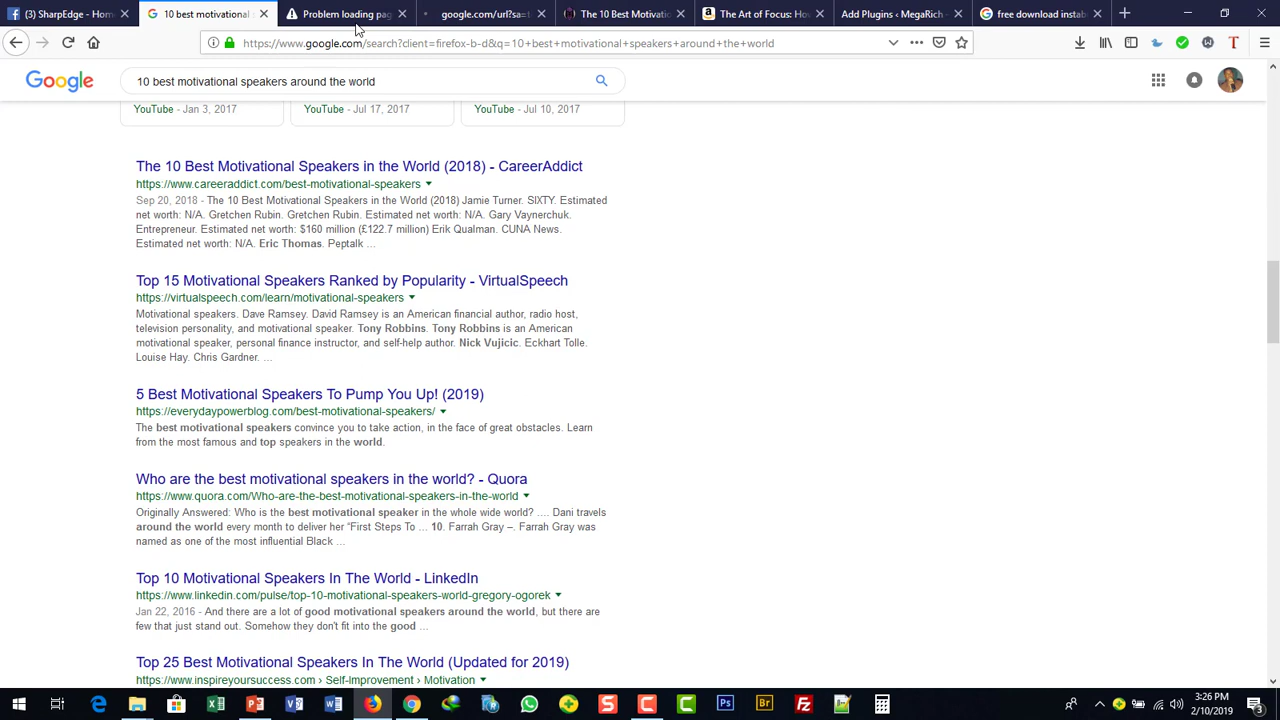 (3) SharpEdge - Home
10 best motivational
Problem loading pag
google.com/url?sa=
The 10 Best Motivatio
The Art of Focus: Ho
Add Plugins ‹ MegaRich -
free download instab
https://www.google.com/search?client=firefox-b-d&q=10+best+motivational+speakers+around+the+world
Google
10 best motivational speakers around the world
YouTube - Jan 3, 2017
YouTube - Jul 17, 2017
YouTube - Jul 10, 2017
The 10 Best Motivational Speakers in the World (2018) - CareerAddict
https://www.careeraddict.com/best-motivational-speakers
Sep 20, 2018 - The 10 Best Motivational Speakers in the World (2018) Jamie Turner. SIXTY. Estimated
net worth: N/A. Gretchen Rubin. Gretchen Rubin. Estimated net worth: N/A. Gary Vaynerchuk.
Entrepreneur. Estimated net worth: $160 million (£122.7 million) Erik Qualman. CUNA News.
Estimated net worth: N/A. Eric Thomas. Peptalk ...
Top 15 Motivational Speakers Ranked by Popularity - VirtualSpeech
https://virtualspeech.com/learn/motivational-speakers
Motivational speakers. Dave Ramsey. David Ramsey is an American financial author, radio host,
television personality, and motivational speaker. Tony Robbins. Tony Robbins is an American
motivational speaker, personal finance instructor, and self-help author. Nick Vujicic. Eckhart Tolle.
Louise Hay. Chris Gardner. ...
5 Best Motivational Speakers To Pump You Up! (2019)
https://everydaypowerblog.com/best-motivational-speakers/
The best motivational speakers convince you to take action, in the face of great obstacles. Learn
from the most famous and top speakers in the world.
Who are the best motivational speakers in the world? - Quora
https://www.quora.com/Who-are-the-best-motivational-speakers-in-the-world
Originally Answered: Who is the best motivational speaker in the whole wide world? .... Dani travels
around the world every month to deliver her “First Steps To ... 10. Farrah Gray –. Farrah Gray was
named as one of the most influential Black ...
Top 10 Motivational Speakers In The World - LinkedIn
https://www.linkedin.com/pulse/top-10-motivational-speakers-world-gregory-ogorek
Jan 22, 2016 - And there are a lot of good motivational speakers around the world, but there are
few that just stand out. Somehow they don't fit into the good ...
Top 25 Best Motivational Speakers In The World (Updated for 2019)
https://www.inspireyoursuccess.com › Self-Improvement › Motivation
3:26 PM
2/10/2019